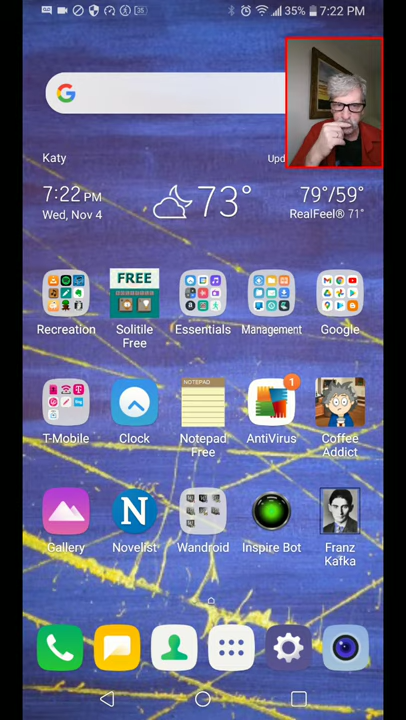 35
35% 7:22 PM
G
Katy
Upd
7:22 PM
Wed, Nov 4
73°
79°/59°
RealFeel® 71°
FREE
Recreation
Solitile Free
Essentials
Management
Google
NOTEPAD
1
T-Mobile
Clock
Notepad Free
AntiVirus
Coffee Addict
N
Gallery
Novelist
Wandroid
Inspire Bot
Franz Kafka